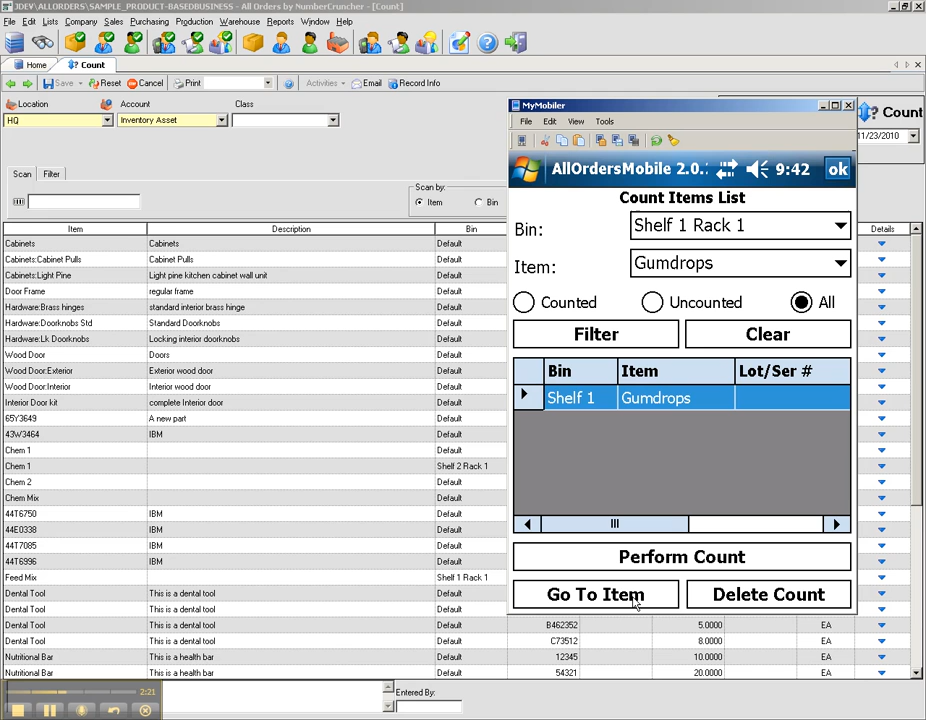 JDEV\ALLORDERS\SAMPLE_PRODUCT-BASEDBUSINESS - All Orders by NumberCruncher - [Count]
File Edit Lists Company Sales Purchasing Production Warehouse Reports Window Help
Home ? Count
Save Reset Cancel Print Activities Email Record Info
Location Account Class
HQ Inventory Asset
? Count
11/23/2010
Scan Filter
Scan by:
Item Bin
Item Description Bin Details
Cabinets Cabinets Default
Cabinets:Cabinet Pulls Cabinet Pulls Default
Cabinets:Light Pine Light pine kitchen cabinet wall unit Default
Door Frame regular frame Default
Hardware:Brass hinges standard interior brass hinge Default
Hardware:Doorknobs Std Standard Doorknobs Default
Hardware:Lk Doorknobs Locking interior doorknobs Default
Wood Door Doors Default
Wood Door:Exterior Exterior wood door Default
Wood Door:Interior Interior wood door Default
Interior Door kit complete Interior door Default
65Y3649 A new part Default
43W3464 IBM Default
Chem 1 Default
Chem 1 Shelf 2 Rack 1
Chem 2 Default
Chem Mix Default
44T6750 IBM Default
44E0338 IBM Default
44T7085 IBM Default
44T6996 IBM Default
Feed Mix Shelf 1 Rack 1
Dental Tool This is a dental tool Default
Dental Tool This is a dental tool Default
Dental Tool This is a dental tool Default B462352 5.0000 EA
Dental Tool This is a dental tool Default C73512 8.0000 EA
Nutritional Bar This is a health bar Default 12345 10.0000 EA
Nutritional Bar This is a health bar Default 54321 20.0000 EA
Entered By:
2:21
MyMobiler
File Edit View Tools
AllOrdersMobile 2.0.: 9:42 ok
Count Items List
Bin: Shelf 1 Rack 1
Item: Gumdrops
Counted Uncounted All
Filter Clear
Bin Item Lot/Ser #
Shelf 1 Gumdrops
Perform Count
Go To Item Delete Count